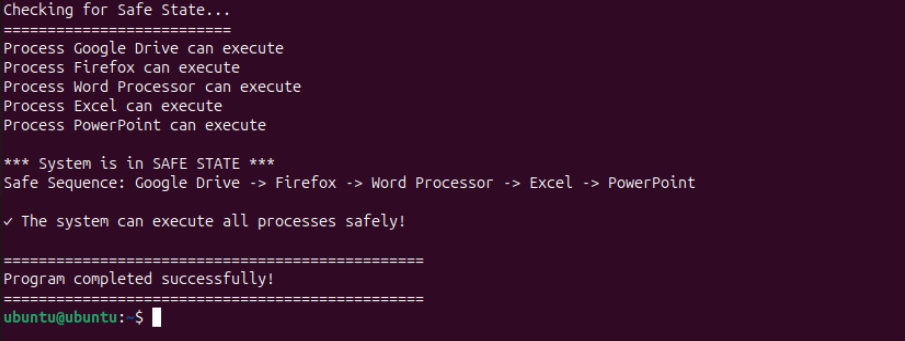 Checking for Safe State...
==========================
Process Google Drive can execute
Process Firefox can execute
Process Word Processor can execute
Process Excel can execute
Process PowerPoint can execute
*** System is in SAFE STATE ***
Safe Sequence: Google Drive -> Firefox -> Word Processor -> Excel -> PowerPoint
✓ The system can execute all processes safely!
================================================
Program completed successfully!
================================================
ubuntu@ubuntu:~$